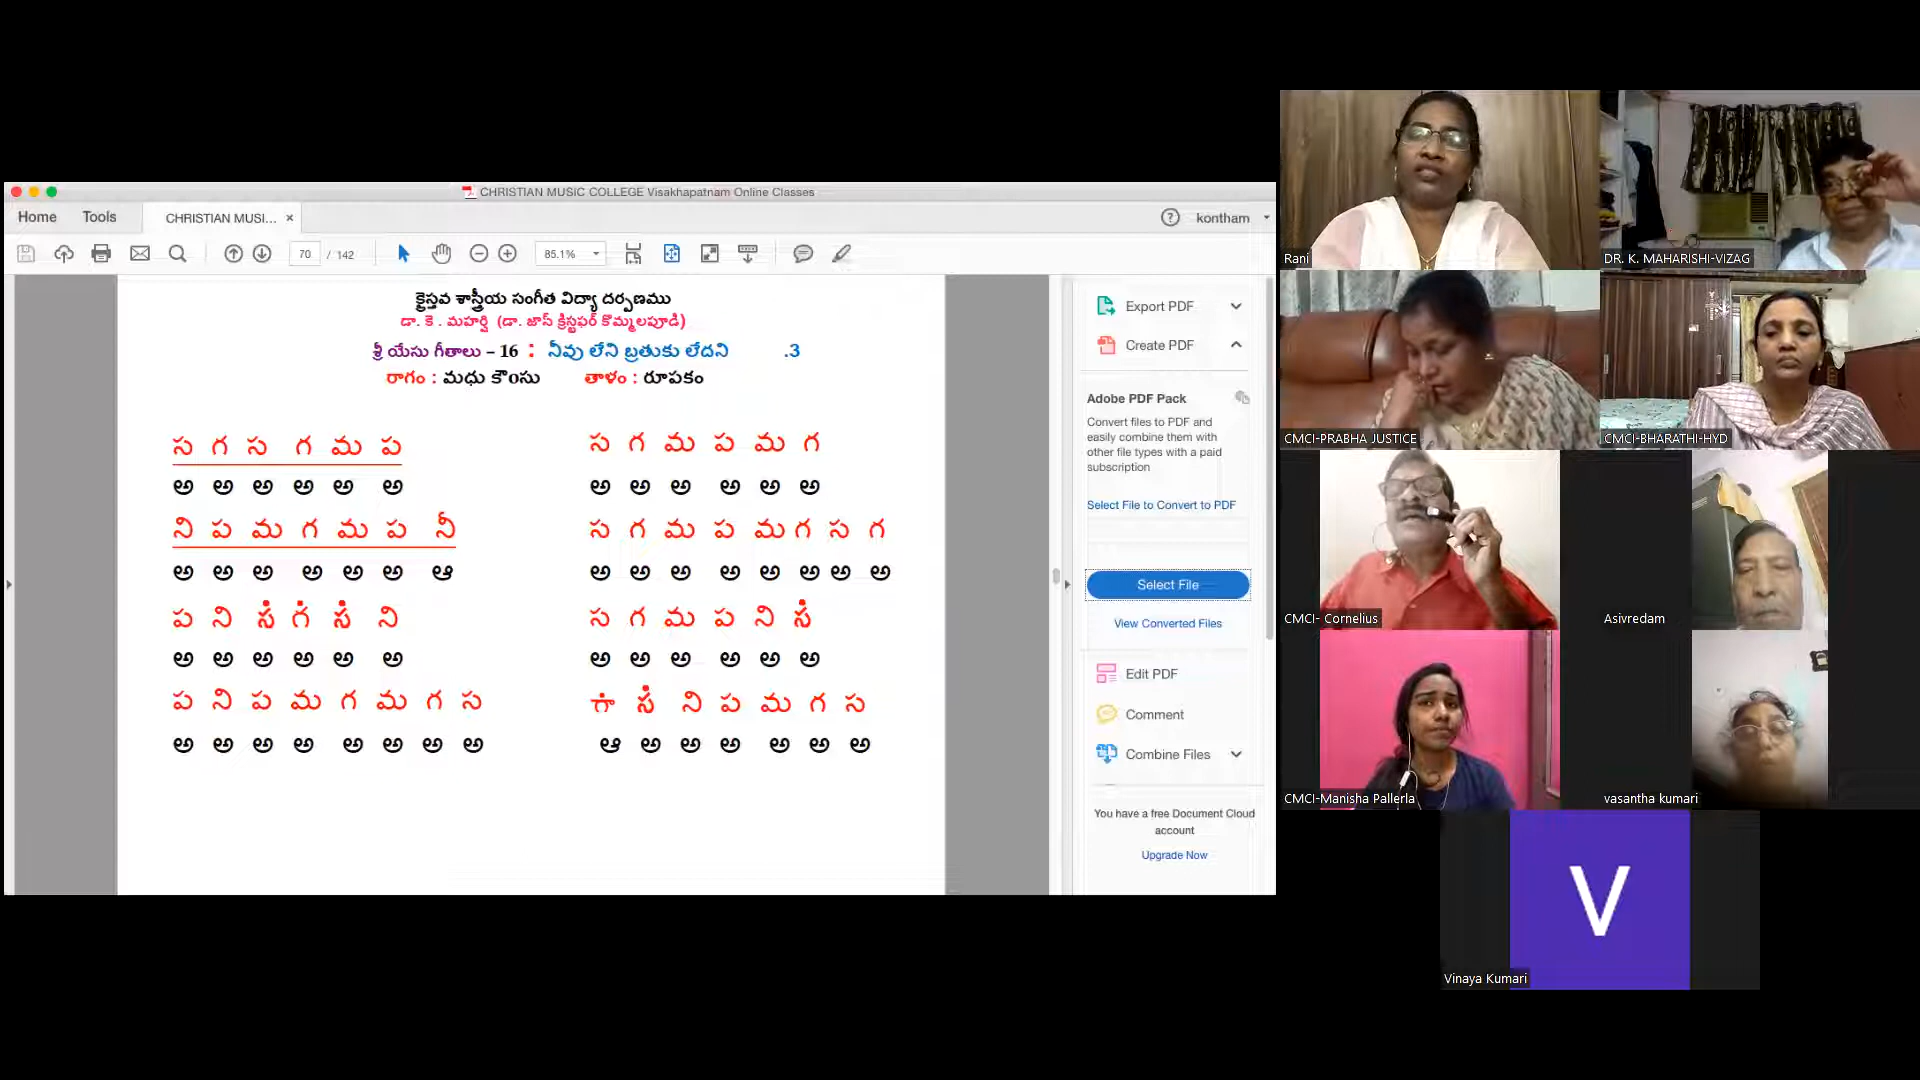 CHRISTIAN MUSIC COLLEGE Visakhapatnam Online Classes
Home Tools CHRISTIAN MUSI... × kontham
70 / 142 85.1%
క్రైస్తవ శాస్త్రీయ సంగీత విద్యా దర్పణము
డా. కె . మహర్షి (డా. జాస్ క్రిస్టఫర్ కొమ్మలపూడి)
శ్రీ యేసు గీతాలు – 16 : నీవు లేని బ్రతుకు లేదని .3
రాగం : మధు కౌంసు తాళం : రూపకం
స గ స గ మ ప
అ అ అ అ అ అ
ని ప మ గ మ ప నీ
అ అ అ అ అ అ ఆ
ప ని స గ స ని
అ అ అ అ అ అ
ప ని ప మ గ మ గ స
అ అ అ అ అ అ అ అ
స గ మ ప మ గ
అ అ అ అ అ అ
స గ మ ప మ గ స గ
అ అ అ అ అ అ అ అ
స గ మ ప ని స
అ అ అ అ అ అ
గా స ని ప మ గ స
ఆ అ అ అ అ అ అ
Export PDF
Create PDF
Adobe PDF Pack
Convert files to PDF and
easily combine them with
other file types with a paid
subscription
Select File to Convert to PDF
Select File
View Converted Files
Edit PDF
Comment
Combine Files
You have a free Document Cloud
account
Upgrade Now
Rani
DR. K. MAHARISHI-VIZAG
CMCI-PRABHA JUSTICE
CMCI-BHARATHI-HYD
CMCI- Cornelius
Asivredam
CMCI-Manisha Pallerla
vasantha kumari
V
Vinaya Kumari